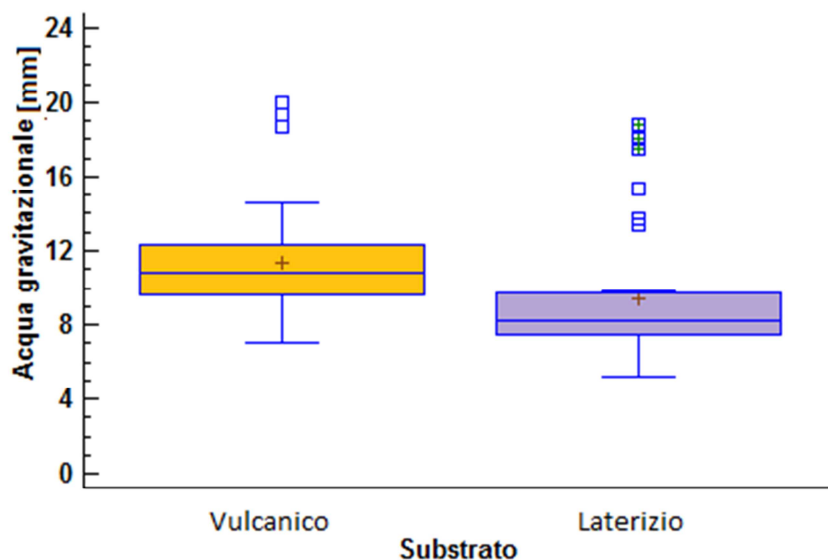 Acqua gravitazionale [mm]
24
20
16
12
8
4
0
Vulcanico
Laterizio
Substrato